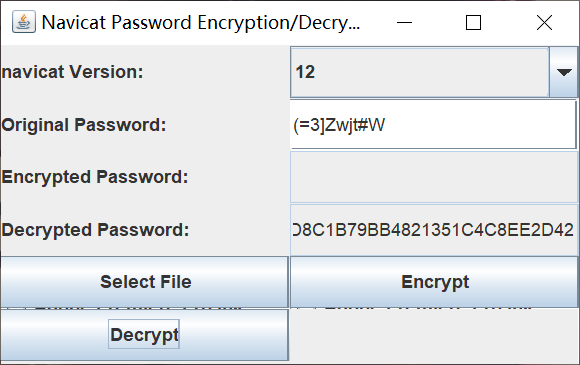 Navicat Password Encryption/Decry...
navicat Version:
12
Original Password:
(=3]Zwjt#W
Encrypted Password:
Decrypted Password:
D8C1B79BB4821351C4C8EE2D42
Select File
Encrypt
Decrypt